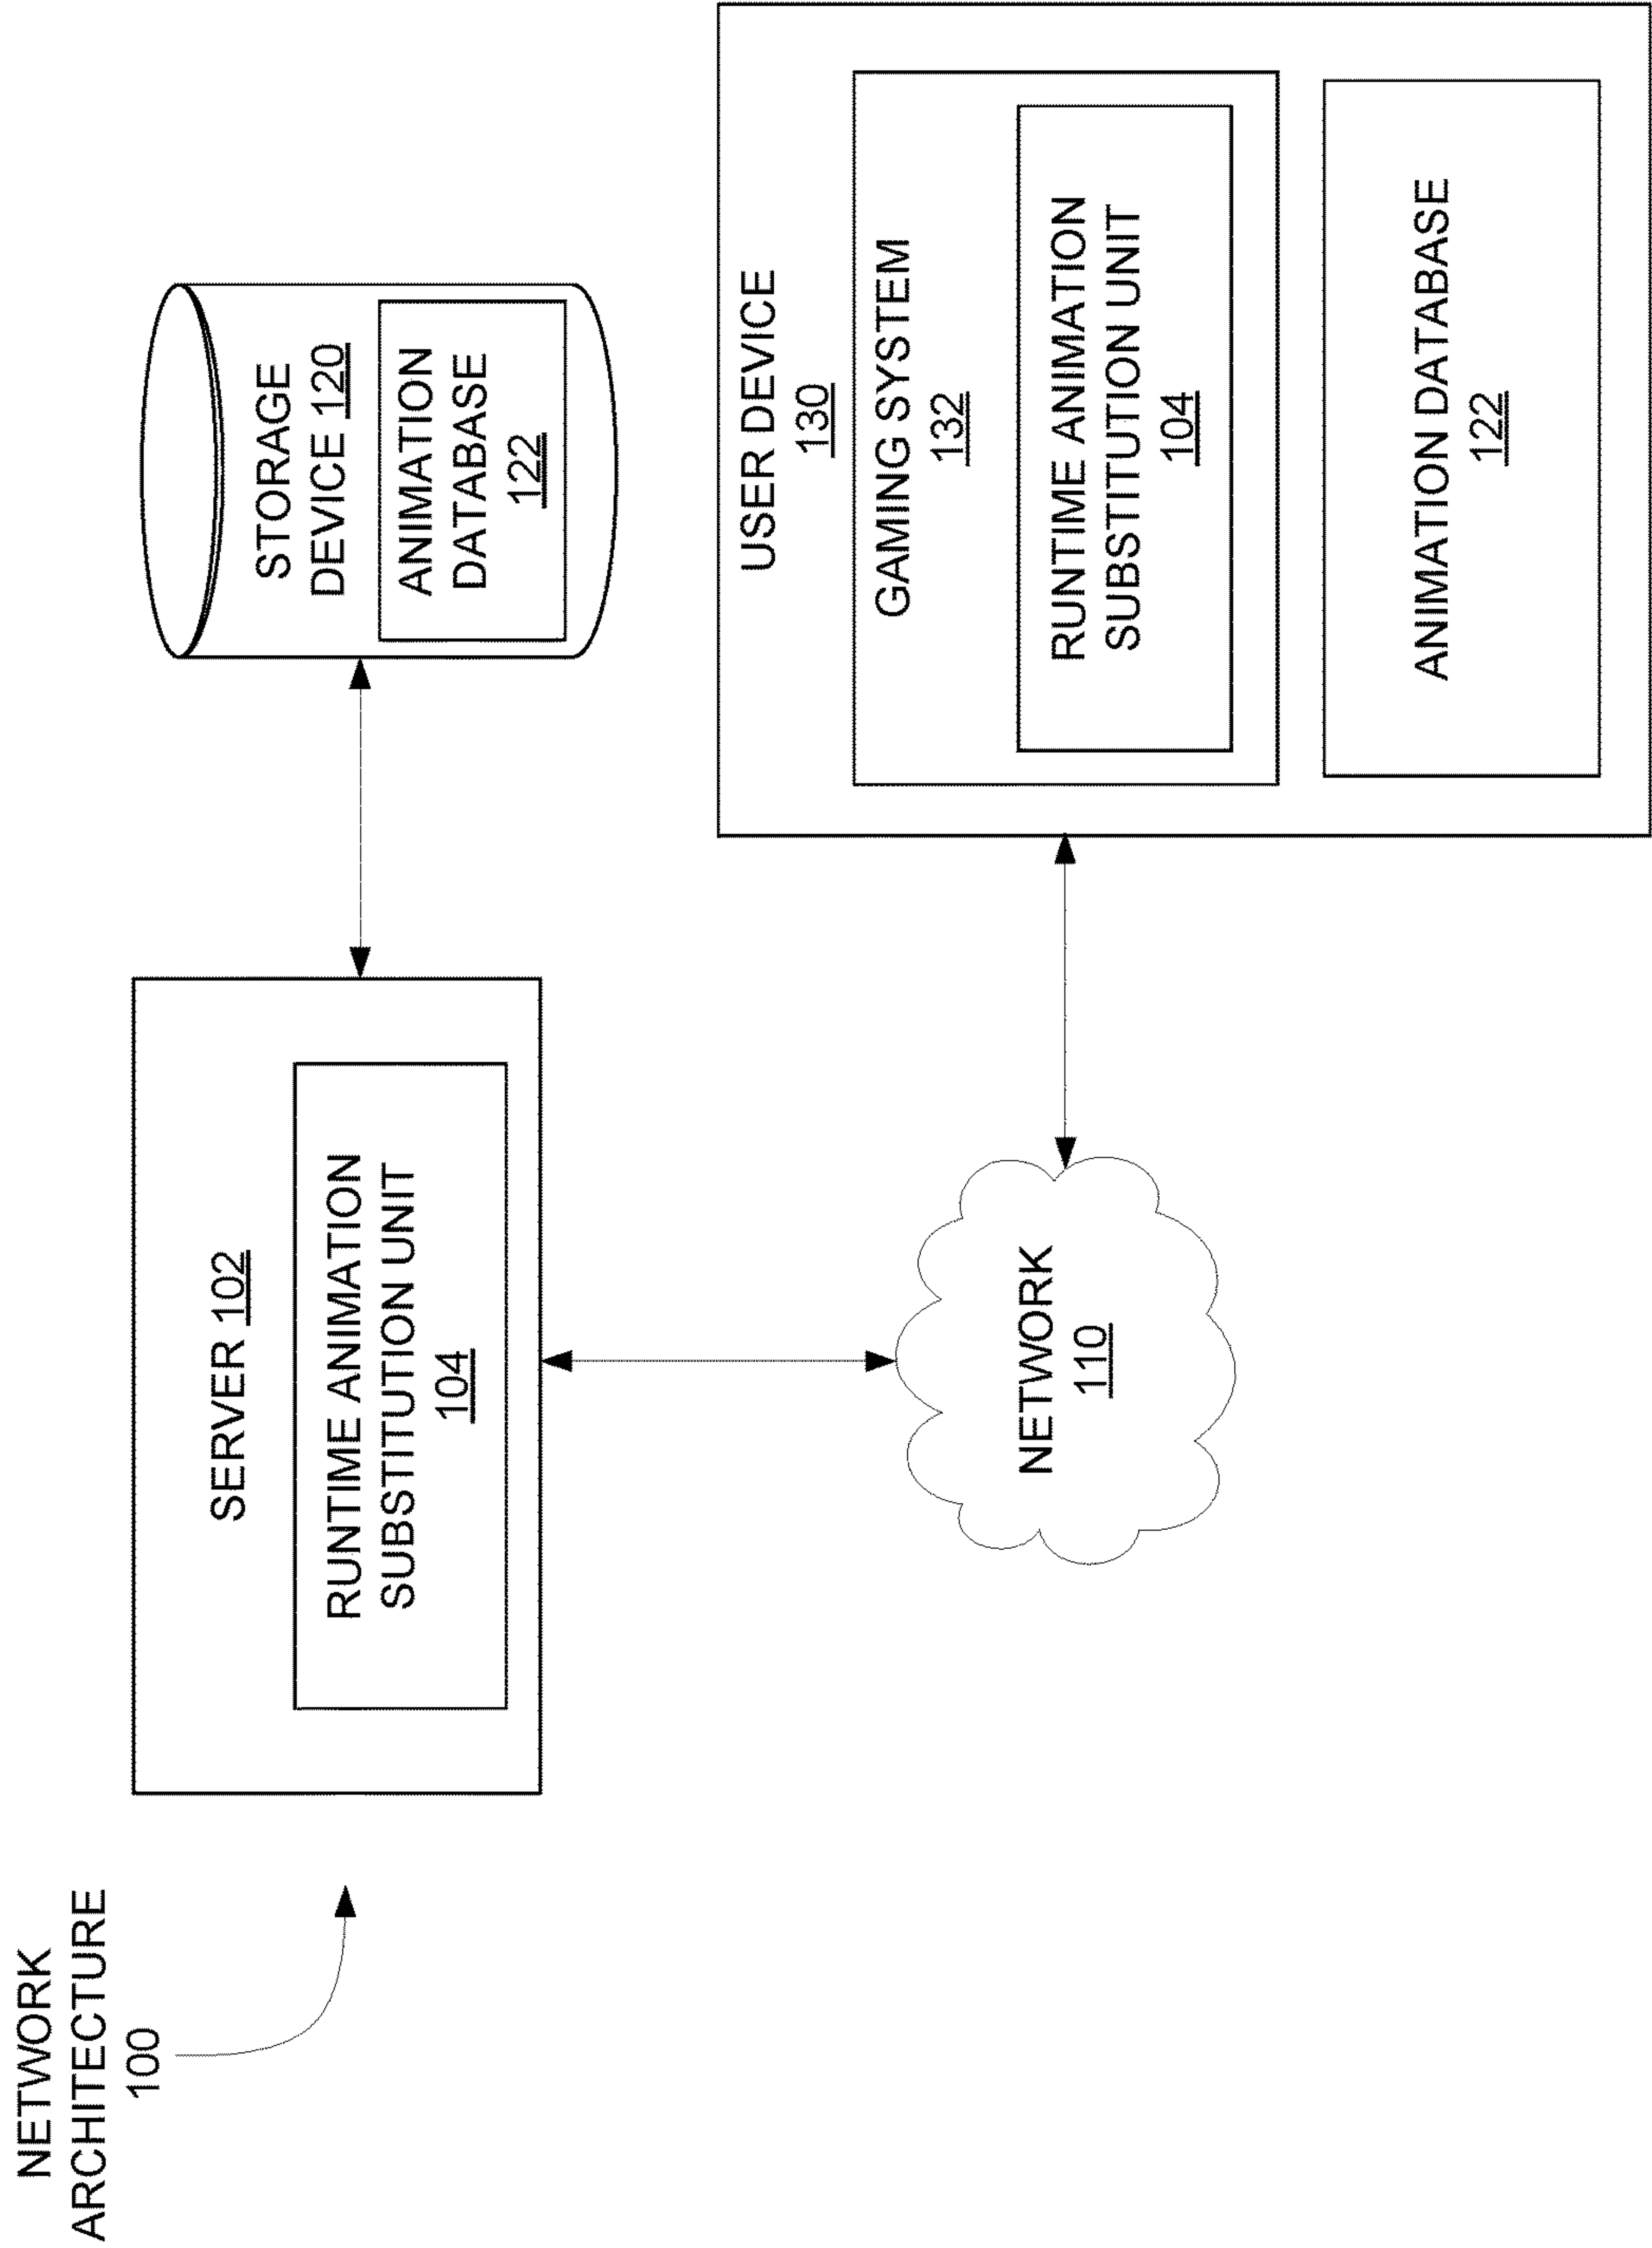 NETWORK
ARCHITECTURE
100
SERVER 102
RUNTIME ANIMATION
SUBSTITUTION UNIT
104
STORAGE
DEVICE 120
ANIMATION
DATABASE
122
NETWORK
110
USER DEVICE
130
GAMING SYSTEM
132
RUNTIME ANIMATION
SUBSTITUTION UNIT
104
ANIMATION DATABASE
122